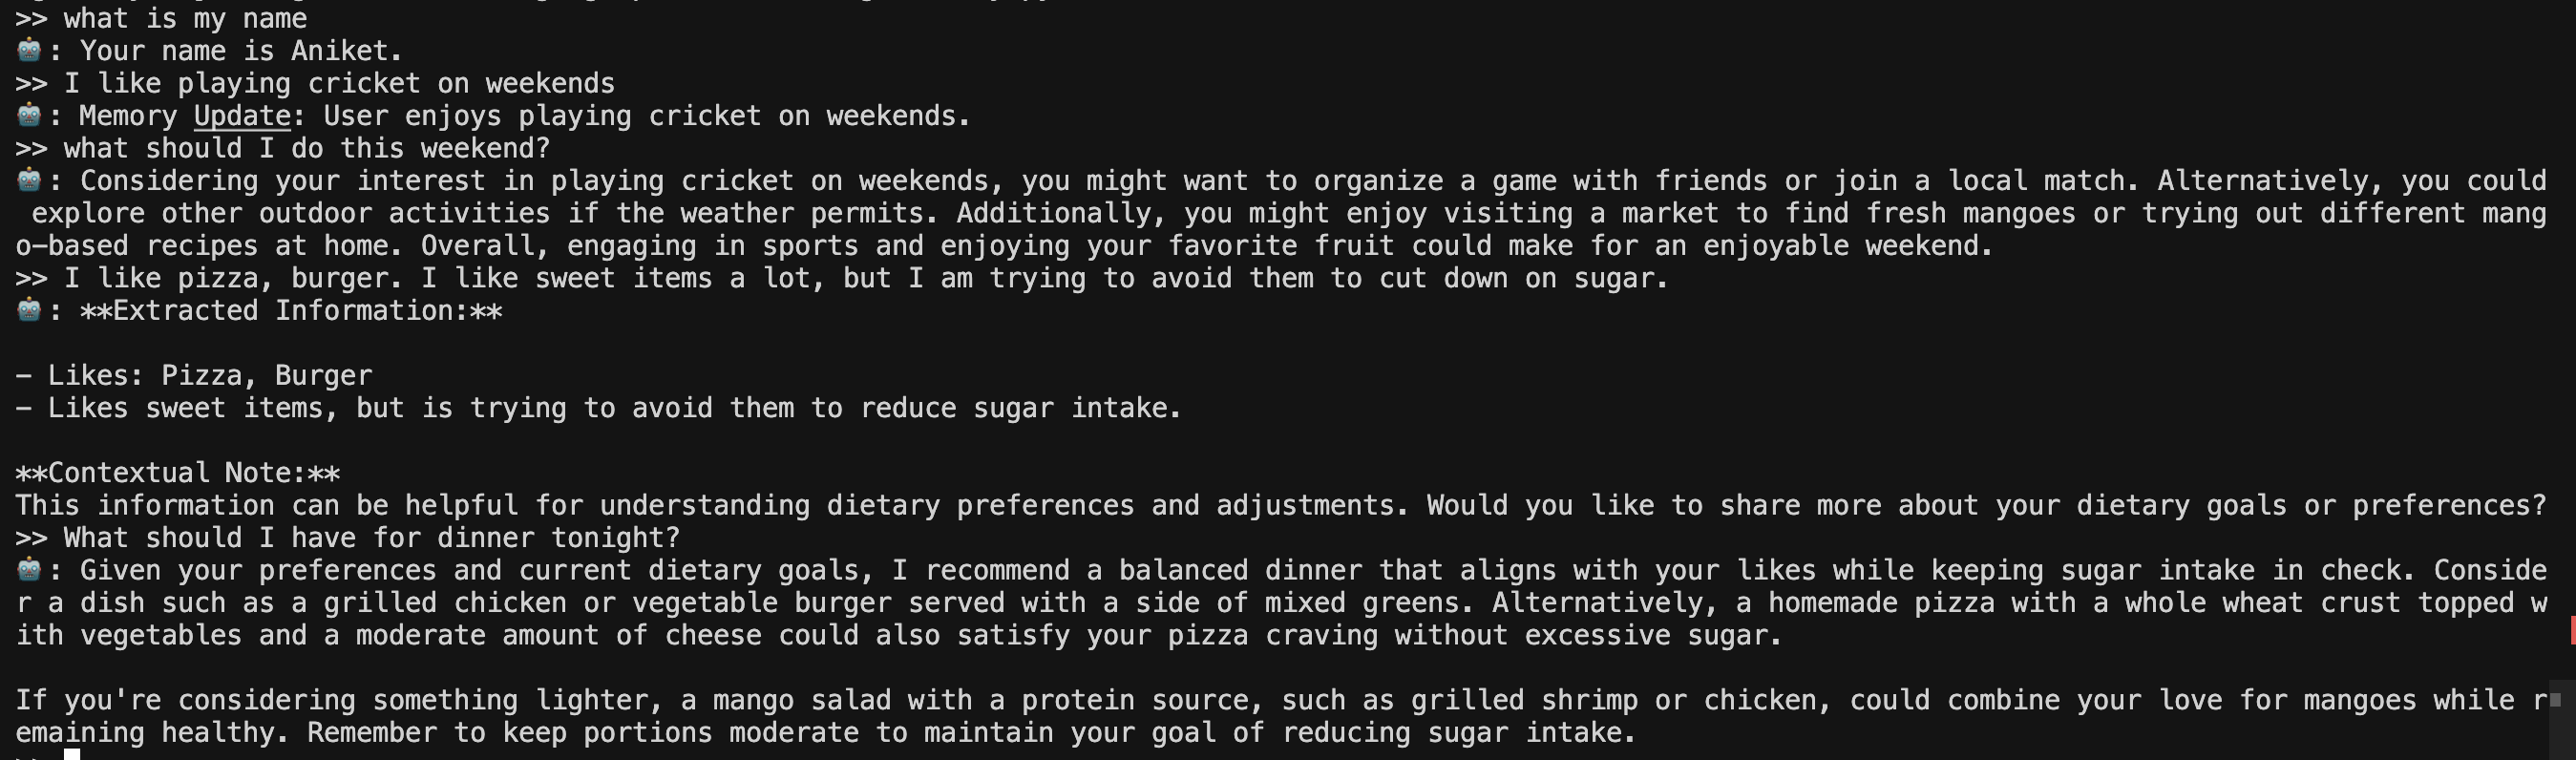 >> what is my name
🤖: Your name is Aniket.
>> I like playing cricket on weekends
🤖: Memory Update: User enjoys playing cricket on weekends.
>> what should I do this weekend?
🤖: Considering your interest in playing cricket on weekends, you might want to organize a game with friends or join a local match. Alternatively, you could
 explore other outdoor activities if the weather permits. Additionally, you might enjoy visiting a market to find fresh mangoes or trying out different mang
o-based recipes at home. Overall, engaging in sports and enjoying your favorite fruit could make for an enjoyable weekend.
>> I like pizza, burger. I like sweet items a lot, but I am trying to avoid them to cut down on sugar.
🤖: **Extracted Information:**
- Likes: Pizza, Burger
- Likes sweet items, but is trying to avoid them to reduce sugar intake.
**Contextual Note:**
This information can be helpful for understanding dietary preferences and adjustments. Would you like to share more about your dietary goals or preferences?
>> What should I have for dinner tonight?
🤖: Given your preferences and current dietary goals, I recommend a balanced dinner that aligns with your likes while keeping sugar intake in check. Conside
r a dish such as a grilled chicken or vegetable burger served with a side of mixed greens. Alternatively, a homemade pizza with a whole wheat crust topped w
ith vegetables and a moderate amount of cheese could also satisfy your pizza craving without excessive sugar.
If you're considering something lighter, a mango salad with a protein source, such as grilled shrimp or chicken, could combine your love for mangoes while r
emaining healthy. Remember to keep portions moderate to maintain your goal of reducing sugar intake.